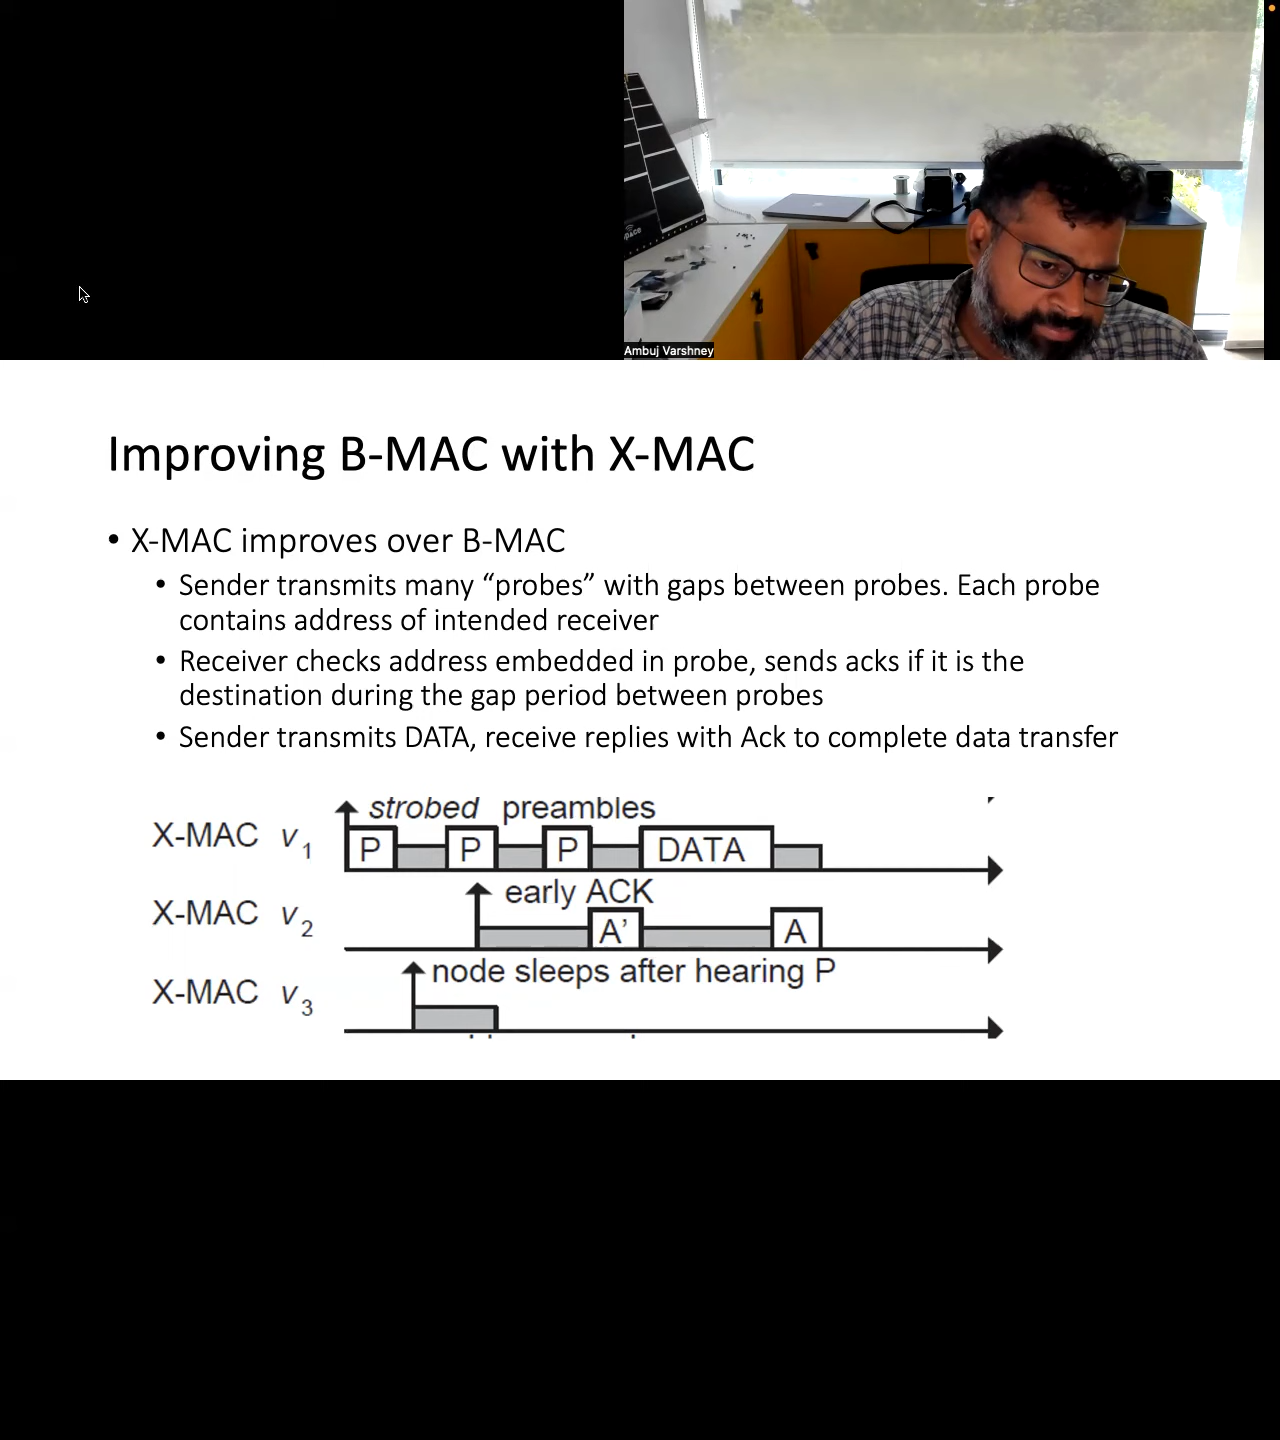 space
Ambuj Varshney
Improving B-MAC with X-MAC
• X-MAC improves over B-MAC
• Sender transmits many “probes” with gaps between probes. Each probe
contains address of intended receiver
• Receiver checks address embedded in probe, sends acks if it is the
destination during the gap period between probes
• Sender transmits DATA, receive replies with Ack to complete data transfer
strobed preambles
X-MAC v1
P P P DATA
early ACK
X-MAC v2
A’ A
node sleeps after hearing P
X-MAC v3